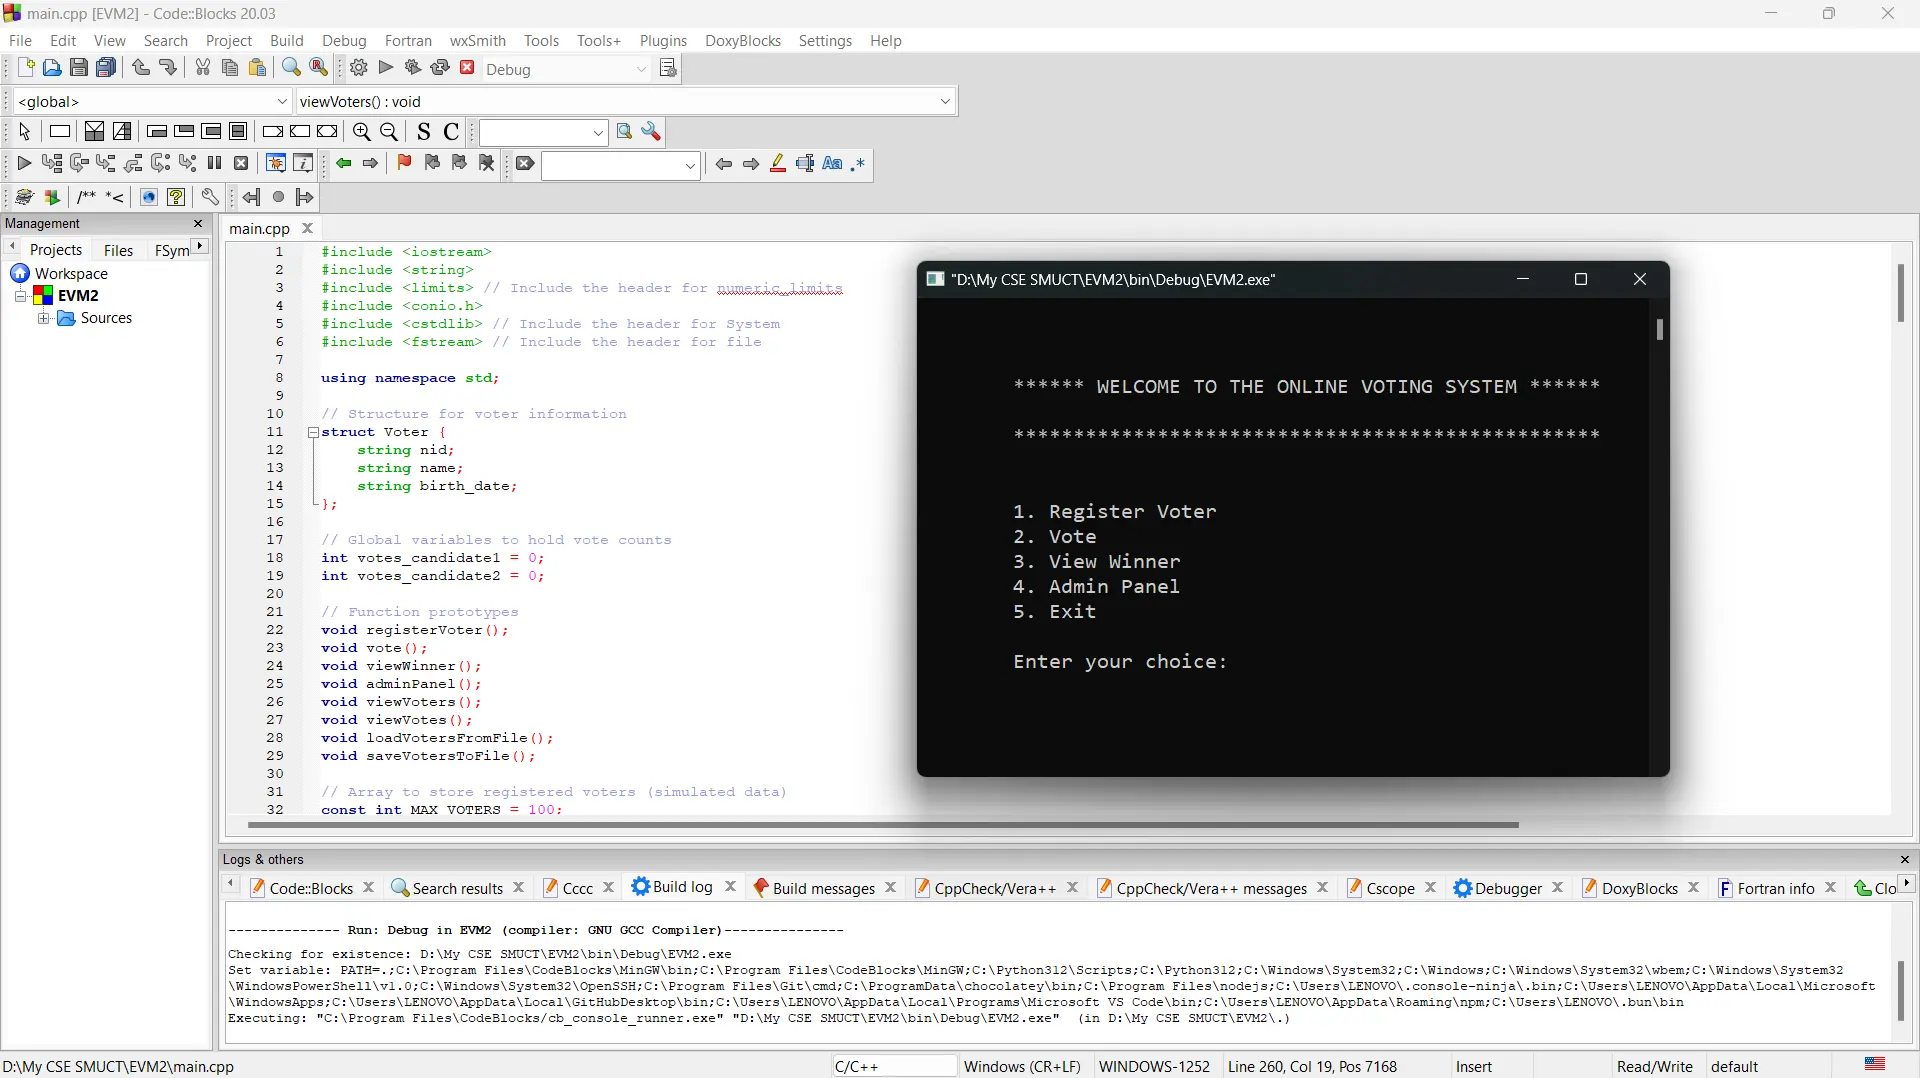 main.cpp [EVM2] - Code::Blocks 20.03
File Edit View Search Project Build Debug Fortran wxSmith Tools Tools+ Plugins DoxyBlocks Settings Help
Debug
<global>
viewVoters() : void
S C
Aa .*
/** *<
Management
Projects Files FSym
Workspace
EVM2
Sources
main.cpp
1 #include <iostream>
2 #include <string>
3 #include <limits> // Include the header for numeric_limits
4 #include <conio.h>
5 #include <cstdlib> // Include the header for System
6 #include <fstream> // Include the header for file
7
8 using namespace std;
9
10 // Structure for voter information
11 struct Voter {
12 string nid;
13 string name;
14 string birth_date;
15 };
16
17 // Global variables to hold vote counts
18 int votes_candidate1 = 0;
19 int votes_candidate2 = 0;
20
21 // Function prototypes
22 void registerVoter();
23 void vote();
24 void viewWinner();
25 void adminPanel();
26 void viewVoters();
27 void viewVotes();
28 void loadVotersFromFile();
29 void saveVotersToFile();
30
31 // Array to store registered voters (simulated data)
32 const int MAX_VOTERS = 100;
"D:\My CSE SMUCT\EVM2\bin\Debug\EVM2.exe"
****** WELCOME TO THE ONLINE VOTING SYSTEM ******
*************************************************
1. Register Voter
2. Vote
3. View Winner
4. Admin Panel
5. Exit
Enter your choice:
Logs & others
Code::Blocks Search results Cccc Build log Build messages CppCheck/Vera++ CppCheck/Vera++ messages Cscope Debugger DoxyBlocks Fortran info Clo
-------------- Run: Debug in EVM2 (compiler: GNU GCC Compiler)---------------
Checking for existence: D:\My CSE SMUCT\EVM2\bin\Debug\EVM2.exe
Set variable: PATH=.;C:\Program Files\CodeBlocks\MinGW\bin;C:\Program Files\CodeBlocks\MinGW;C:\Python312\Scripts;C:\Python312;C:\Windows\System32;C:\Windows;C:\Windows\System32\wbem;C:\Windows\System32
\WindowsPowerShell\v1.0;C:\Windows\System32\OpenSSH;C:\Program Files\Git\cmd;C:\ProgramData\chocolatey\bin;C:\Program Files\nodejs;C:\Users\LENOVO\.console-ninja\.bin;C:\Users\LENOVO\AppData\Local\Microsoft
\WindowsApps;C:\Users\LENOVO\AppData\Local\GitHubDesktop\bin;C:\Users\LENOVO\AppData\Local\Programs\Microsoft VS Code\bin;C:\Users\LENOVO\AppData\Roaming\npm;C:\Users\LENOVO\.bun\bin
Executing: "C:\Program Files\CodeBlocks/cb_console_runner.exe" "D:\My CSE SMUCT\EVM2\bin\Debug\EVM2.exe" (in D:\My CSE SMUCT\EVM2\.)
D:\My CSE SMUCT\EVM2\main.cpp
C/C++
Windows (CR+LF)
WINDOWS-1252
Line 260, Col 19, Pos 7168
Insert
Read/Write
default